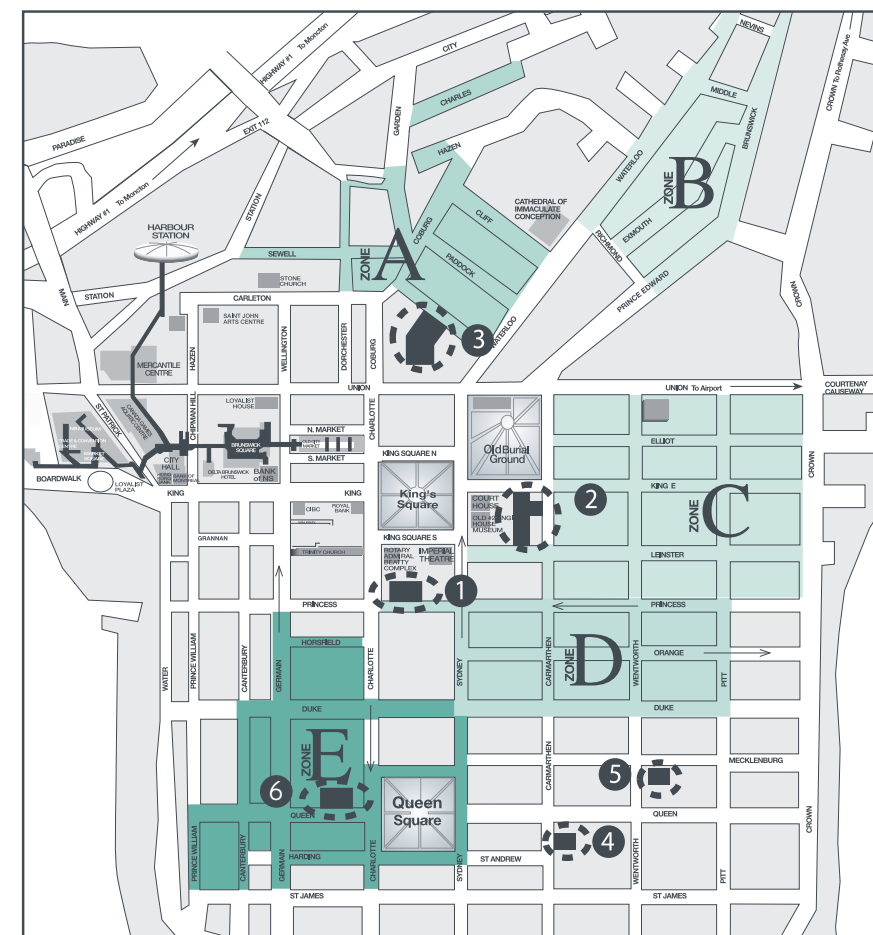 NEVINS
CITY
HIGHWAY #1
To Moncton
CROWN To Rothesay Ave
MIDDLE
CHARLES
GARDEN
EXIT 112
BRUNSWICK
PARADISE
HAZEN
WATERLOO
ZONE B
HIGHWAY #1
To Moncton
STATION
CATHEDRAL OF
IMMACULATE
CONCEPTION
CLIFF
COBURG
HARBOUR
STATION
EXMOUTH
RICHMOND
SEWELL
ZONE A
PADDOCK
PRINCE EDWARD
CROWN
STONE
CHURCH
MAIN
STATION
CARLETON
SAINT JOHN
ARTS CENTRE
WATERLOO
3
HAZEN
WELLINGTON
DORCHESTER
COBURG
MERCANTILE
CENTRE
UNION
UNION To Airport
COURTENAY
CAUSEWAY
ST PATRICK
CHIPMAN HILL
LOYALIST
HOUSE
CHARLOTTE
N. MARKET
OLD CITY
MARKET
S. MARKET
BRUNSWICK
SQUARE
Old Burial
Ground
ELLIOT
KING SQUARE N
CROWN
CITY
HALL
BANK OF
MONTREAL
DELTA BRUNSWICK
HOTEL
BANK
of NS
BOARDWALK
LOYALIST
PLAZA
KING
KING
King's
Square
KING E
2
COURT
HOUSE
CIBC
ROYAL
BANK
ZONE C
GRANNAN
KING SQUARE S
TRINITY CHURCH
ROTARY
ADMIRAL
BEATTY
COMPLEX
IMPERIAL
THEATRE
LEINSTER
1
PRINCESS
PRINCESS
HORSFIELD
ORANGE
ZONE D
WATER
PRINCE WILLIAM
CANTERBURY
GERMAIN
CHARLOTTE
SYDNEY
CARMARTHEN
WENTWORTH
PITT
DUKE
DUKE
ZONE E
MECKLENBURG
CARMARTHEN
5
6
Queen
Square
QUEEN
QUEEN
4
CROWN
PRINCE WILLIAM
CANTERBURY
GERMAIN
HARDING
CHARLOTTE
SYDNEY
ST ANDREW
WENTWORTH
PITT
ST JAMES
ST JAMES